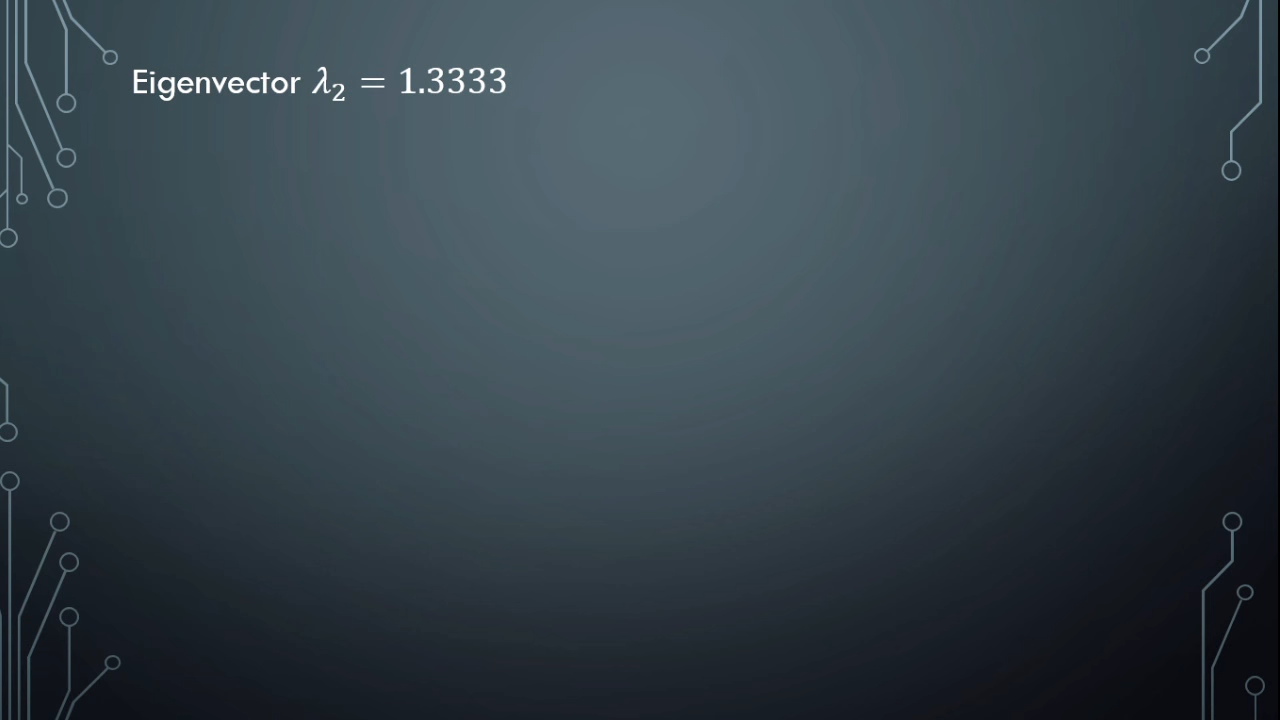 Eigenvector λ₂ = 1.3333